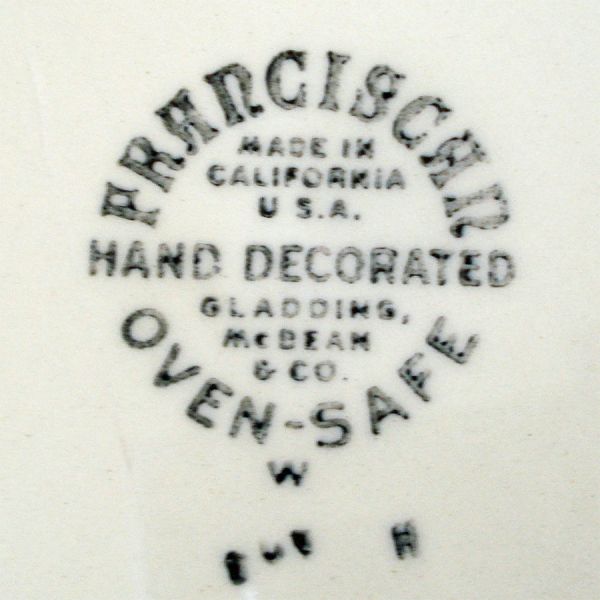 FRANCISCAN
MADE IN
CALIFORNIA
U S.A.
HAND DECORATED
GLADDING,
McBEAN
& CO.
OVEN-SAFE
W
H